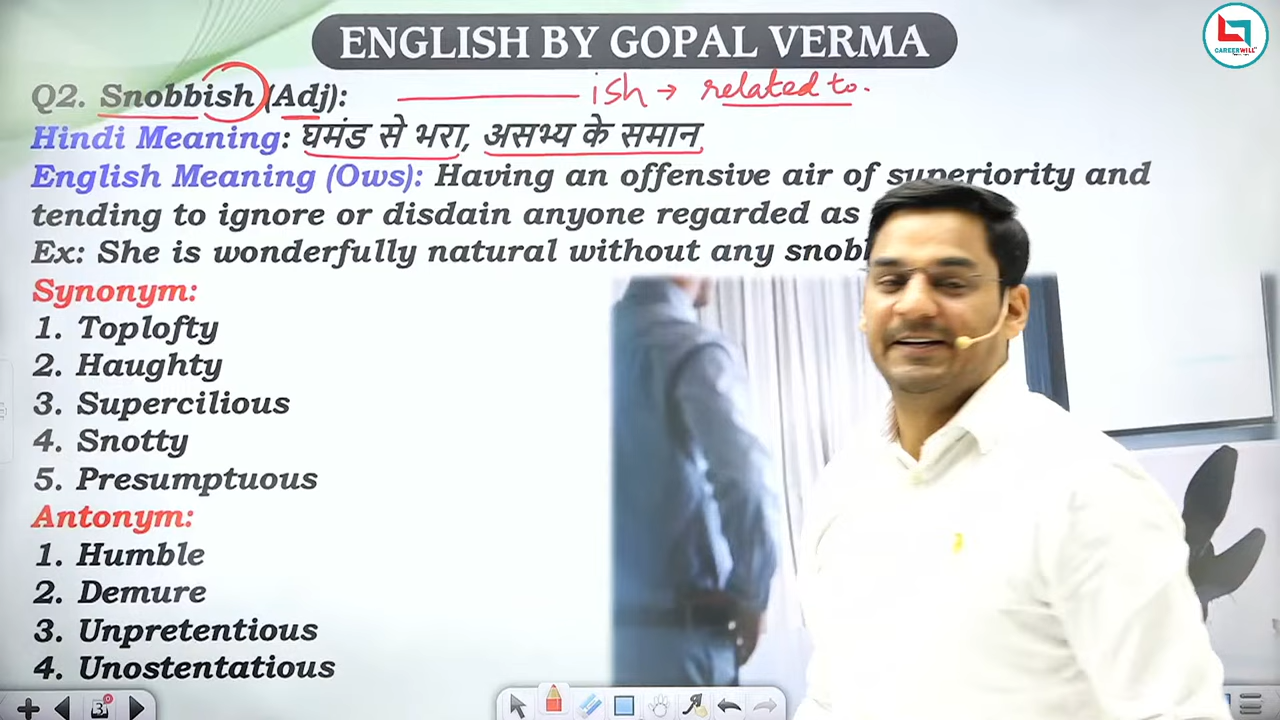 ENGLISH BY GOPAL VERMA
CAREERWILL
Q2. Snobbish (Adj): ish → related to.
Hindi Meaning: घमंड से भरा, असभ्य के समान
English Meaning (Ows): Having an offensive air of superiority and
tending to ignore or disdain anyone regarded as
Ex: She is wonderfully natural without any
Synonym:
1. Toplofty
2. Haughty
3. Supercilious
4. Snotty
5. Presumptuous
Antonym:
1. Humble
2. Demure
3. Unpretentious
4. Unostentatious